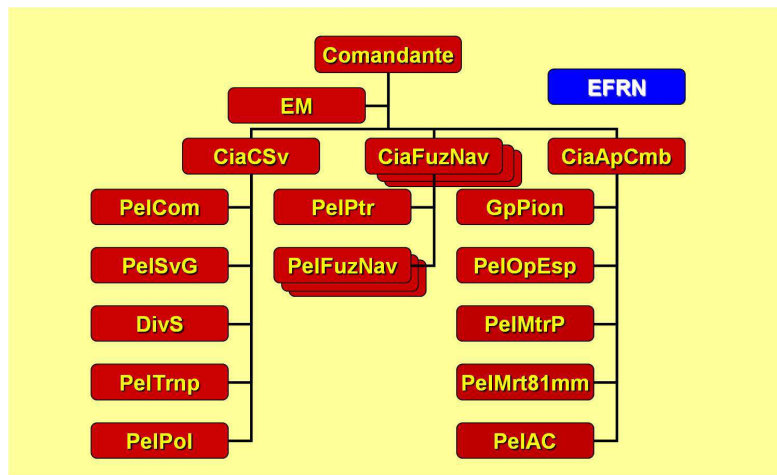 Comandante
EFRN
EM
CiaCSv
CiaFuzNav
CiaApCmb
PelCom
PelPtr
GpPion
PelSvG
PelFuzNav
PelOpEsp
DivS
PelMtrP
PelTrnp
PelMrt81mm
PelPol
PelAC